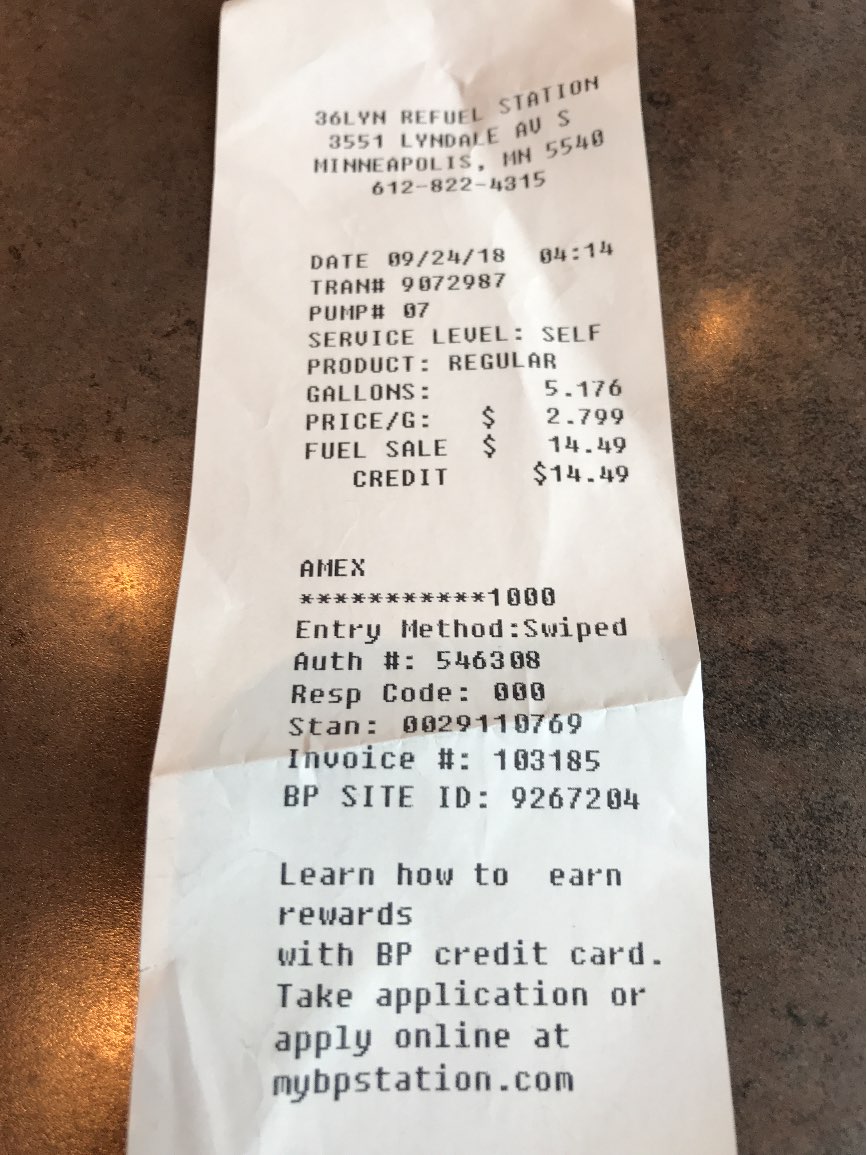 36LYN REFUEL STATION
3551 LYNDALE AV S
MINNEAPOLIS, MN 5540
612-822-4315
DATE 09/24/18 04:14
TRAN# 9072987
PUMP# 07
SERVICE LEVEL: SELF
PRODUCT: REGULAR
GALLONS: 5.176
PRICE/G: $ 2.799
FUEL SALE $ 14.49
CREDIT $14.49
AMEX
***********1000
Entry Method:Swiped
Auth #: 546308
Resp Code: 000
Stan: 0029110769
Invoice #: 103185
BP SITE ID: 9267204
Learn how to earn
rewards
with BP credit card.
Take application or
apply online at
mybpstation.com